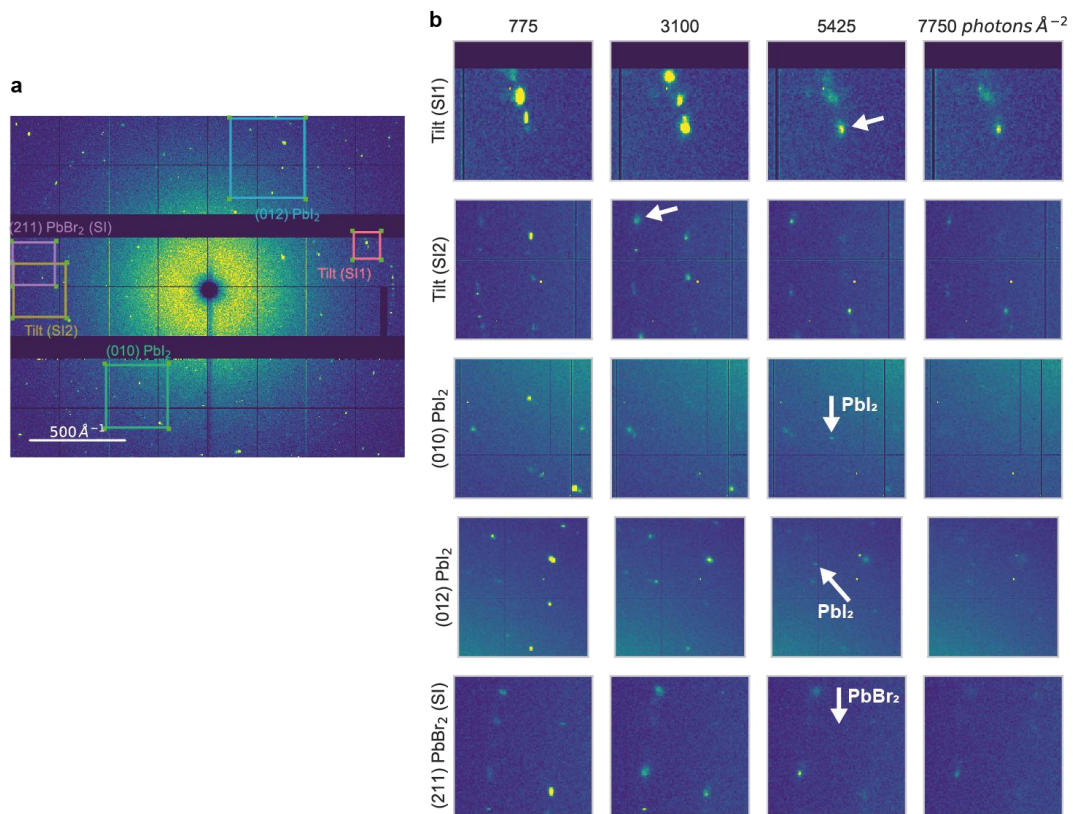 a
(012) PbI₂
(211) PbBr₂ (SI)
Tilt (SI1)
Tilt (SI2)
(010) PbI₂
500 Å⁻¹
b
775 3100 5425 7750 photons Å⁻²
Tilt (SI1)
Tilt (SI2)
(010) PbI₂
PbI₂
(012) PbI₂
PbI₂
(211) PbBr₂ (SI)
PbBr₂